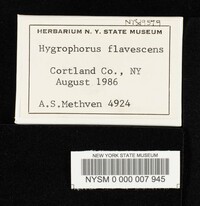 HERBARIUM N. Y. STATE MUSEUM
Hygrophorus flavescens
Cortland Co., NY
August 1986
A.S.Methven 4924
NEW YORK STATE MUSEUM
NYSM 0 000 007 945